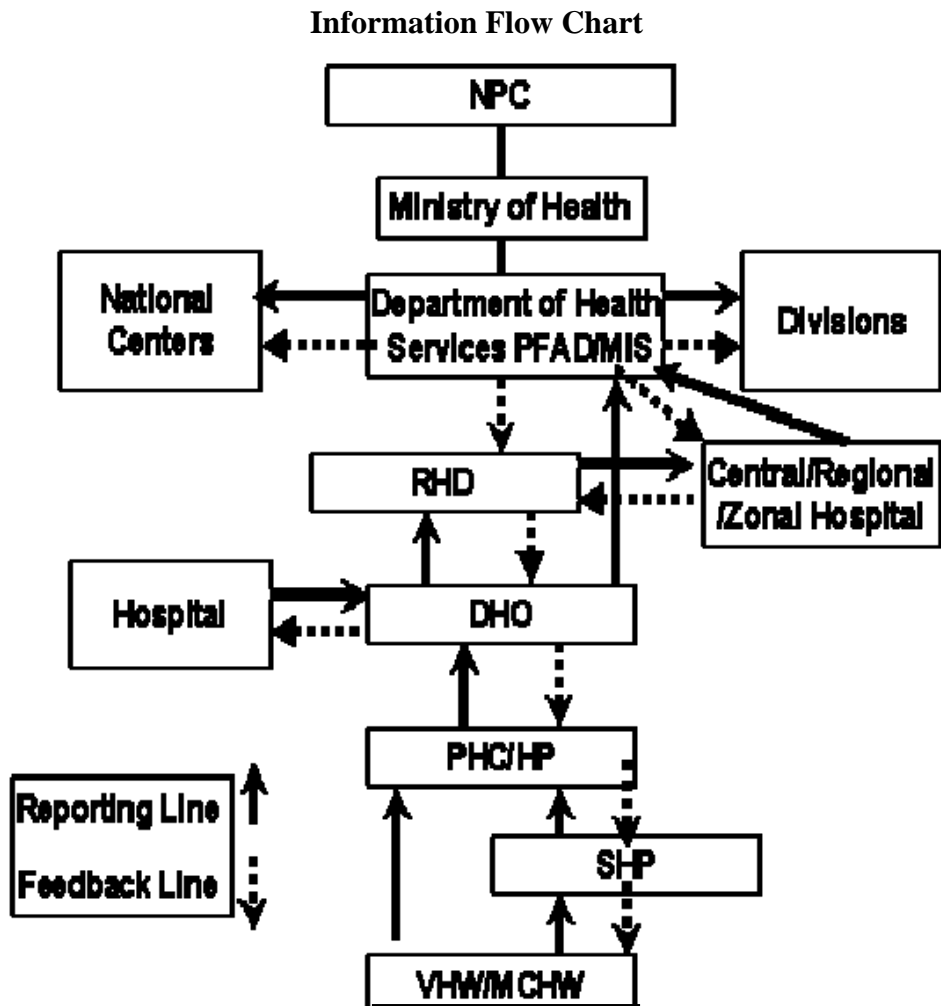 Information Flow Chart
NPC
Ministry of Health
National
Centers
Department of Health
Services PFAD/MIS
Divisions
RHD
Central/Regional
/Zonal Hospital
Hospital
DHO
PHC/HP
Reporting Line
Feedback Line
SHP
VHW/MCHW